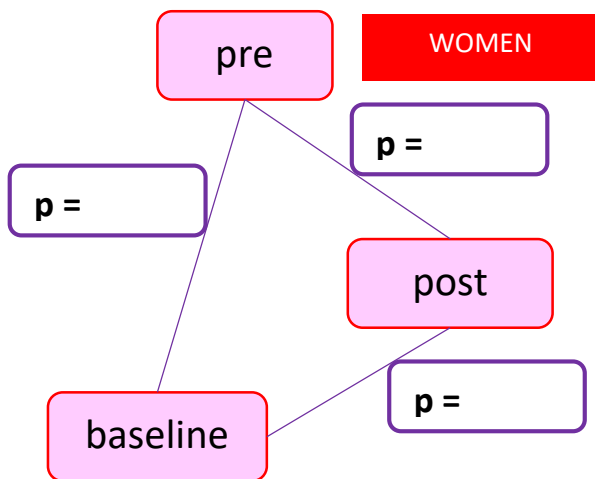 pre
WOMEN
p =
p =
post
p =
baseline